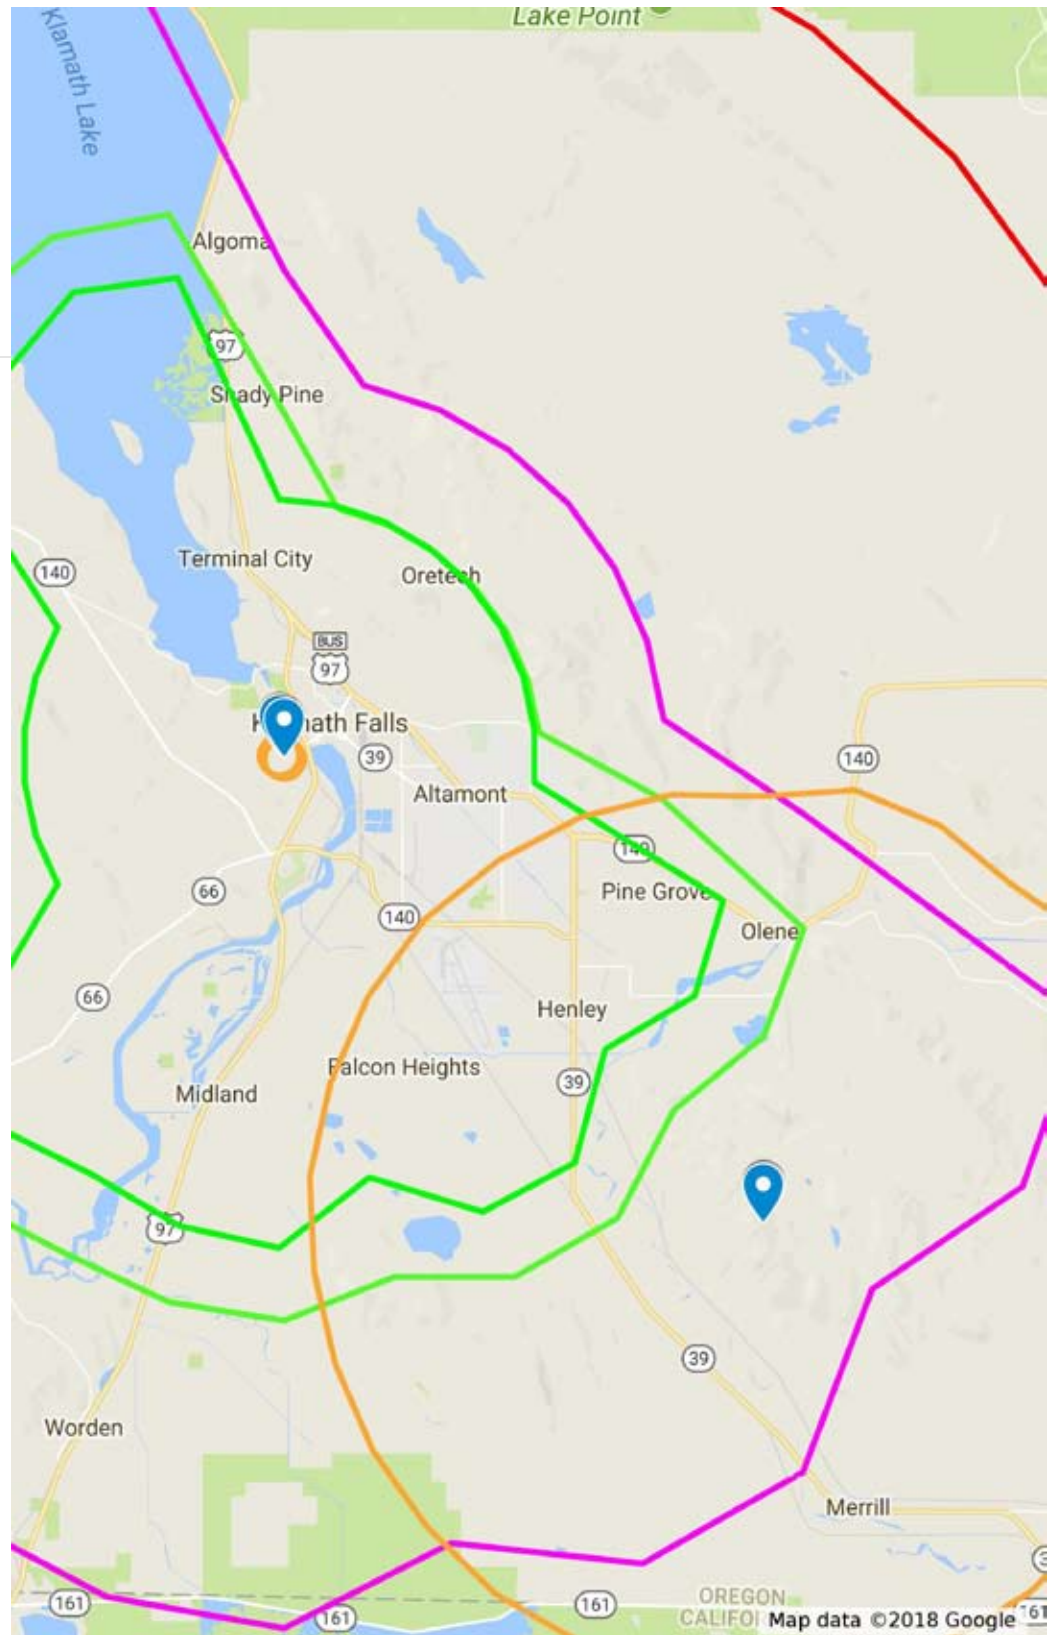 Lake Point
Klamath Lake
Algoma
97
Shady Pine
Terminal City
140
Oretech
BUS
97
Klamath Falls
39
140
Altamont
140
66
Pine Grove
140
Olene
66
Henley
Falcon Heights
39
Midland
97
39
Worden
Merrill
161
161
161
OREGON
Map data ©2018 Google
161